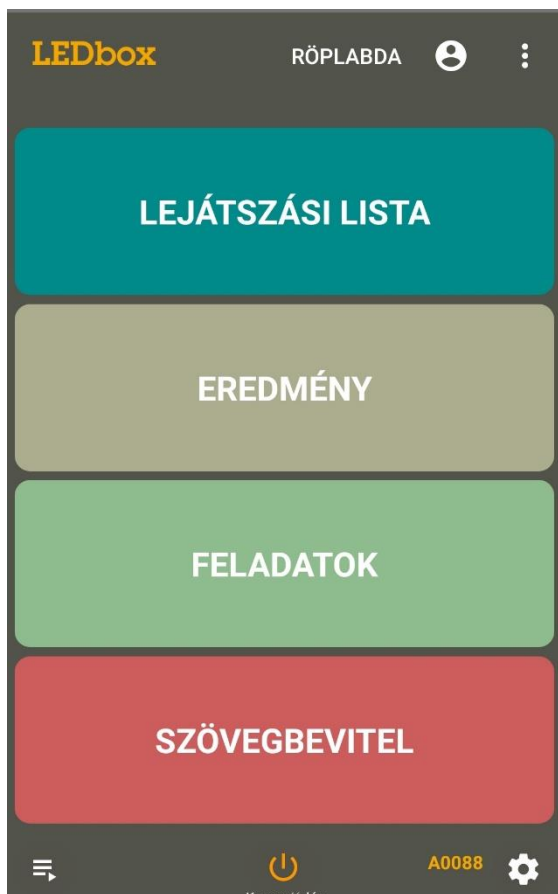 LEDbox
RÖPLABDA
LEJÁTSZÁSI LISTA
EREDMÉNY
FELADATOK
SZÖVEGBEVITEL
A0088